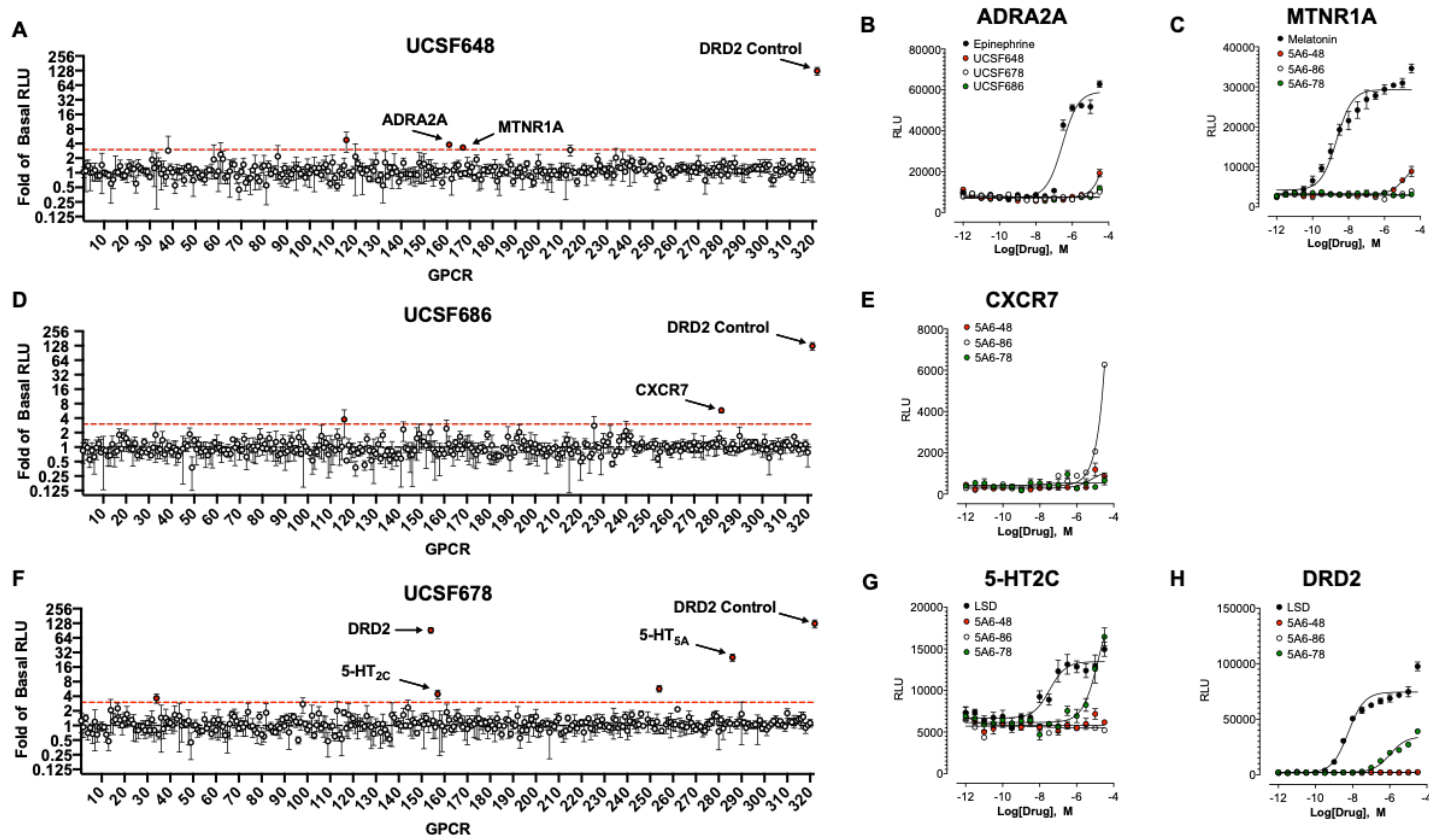 A
UCSF648
DRD2 Control
ADRA2A
MTNR1A
Fold of Basal RLU
256
128
64
32
16
8
4
2
1
0.5
0.25
0.125
10 20 30 40 50 60 70 80 90 100 110 120 130 140 150 160 170 180 190 200 210 220 230 240 250 260 270 280 290 300 310 320
GPCR
B
ADRA2A
Epinephrine
UCSF648
UCSF678
UCSF686
RLU
80000
60000
40000
20000
0
-12 -10 -8 -6 -4
Log[Drug], M
C
MTNR1A
Melatonin
5A6-48
5A6-86
5A6-78
RLU
40000
30000
20000
10000
0
-12 -10 -8 -6 -4
Log[Drug], M
D
UCSF686
DRD2 Control
CXCR7
Fold of Basal RLU
256
128
64
32
16
8
4
2
1
0.5
0.25
0.125
10 20 30 40 50 60 70 80 90 100 110 120 130 140 150 160 170 180 190 200 210 220 230 240 250 260 270 280 290 300 310 320
GPCR
E
CXCR7
5A6-48
5A6-86
5A6-78
RLU
8000
6000
4000
2000
0
-12 -10 -8 -6 -4
Log[Drug], M
F
UCSF678
DRD2 Control
DRD2
5-HT5A
5-HT2C
Fold of Basal RLU
256
128
64
32
16
8
4
2
1
0.5
0.25
0.125
10 20 30 40 50 60 70 80 90 100 110 120 130 140 150 160 170 180 190 200 210 220 230 240 250 260 270 280 290 300 310 320
GPCR
G
5-HT2C
LSD
5A6-48
5A6-86
5A6-78
RLU
20000
15000
10000
5000
0
-12 -10 -8 -6 -4
Log[Drug], M
H
DRD2
LSD
5A6-48
5A6-86
5A6-78
RLU
150000
100000
50000
0
-12 -10 -8 -6 -4
Log[Drug], M